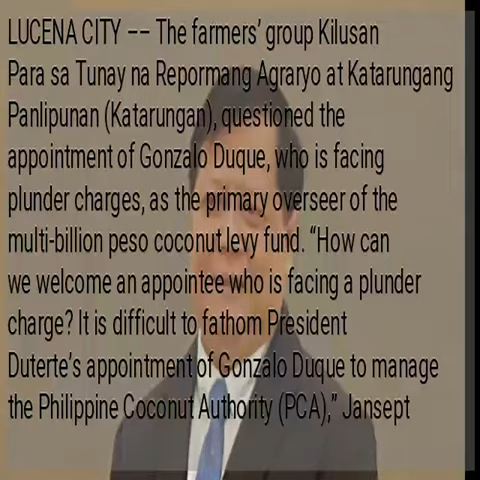 LUCENA CITY –– The farmers’ group Kilusan
Para sa Tunay na Repormang Agraryo at Katarungang
Panlipunan (Katarungan), questioned the
appointment of Gonzalo Duque, who is facing
plunder charges, as the primary overseer of the
multi-billion peso coconut levy fund. “How can
we welcome an appointee who is facing a plunder
charge? It is difficult to fathom President
Duterte’s appointment of Gonzalo Duque to manage
the Philippine Coconut Authority (PCA),” Jansept